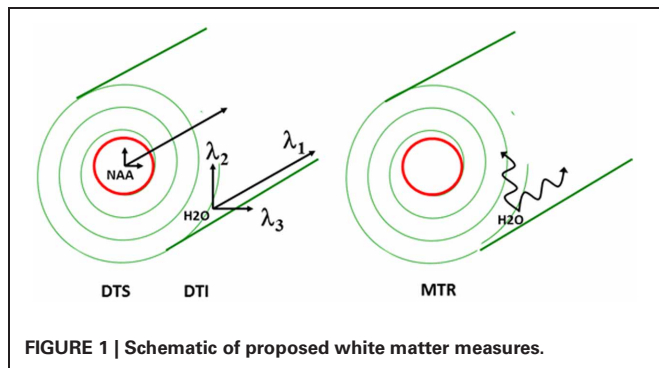 NAA
λ2
λ1
H2O
λ3
H2O
DTS DTI MTR
FIGURE 1 | Schematic of proposed white matter measures.